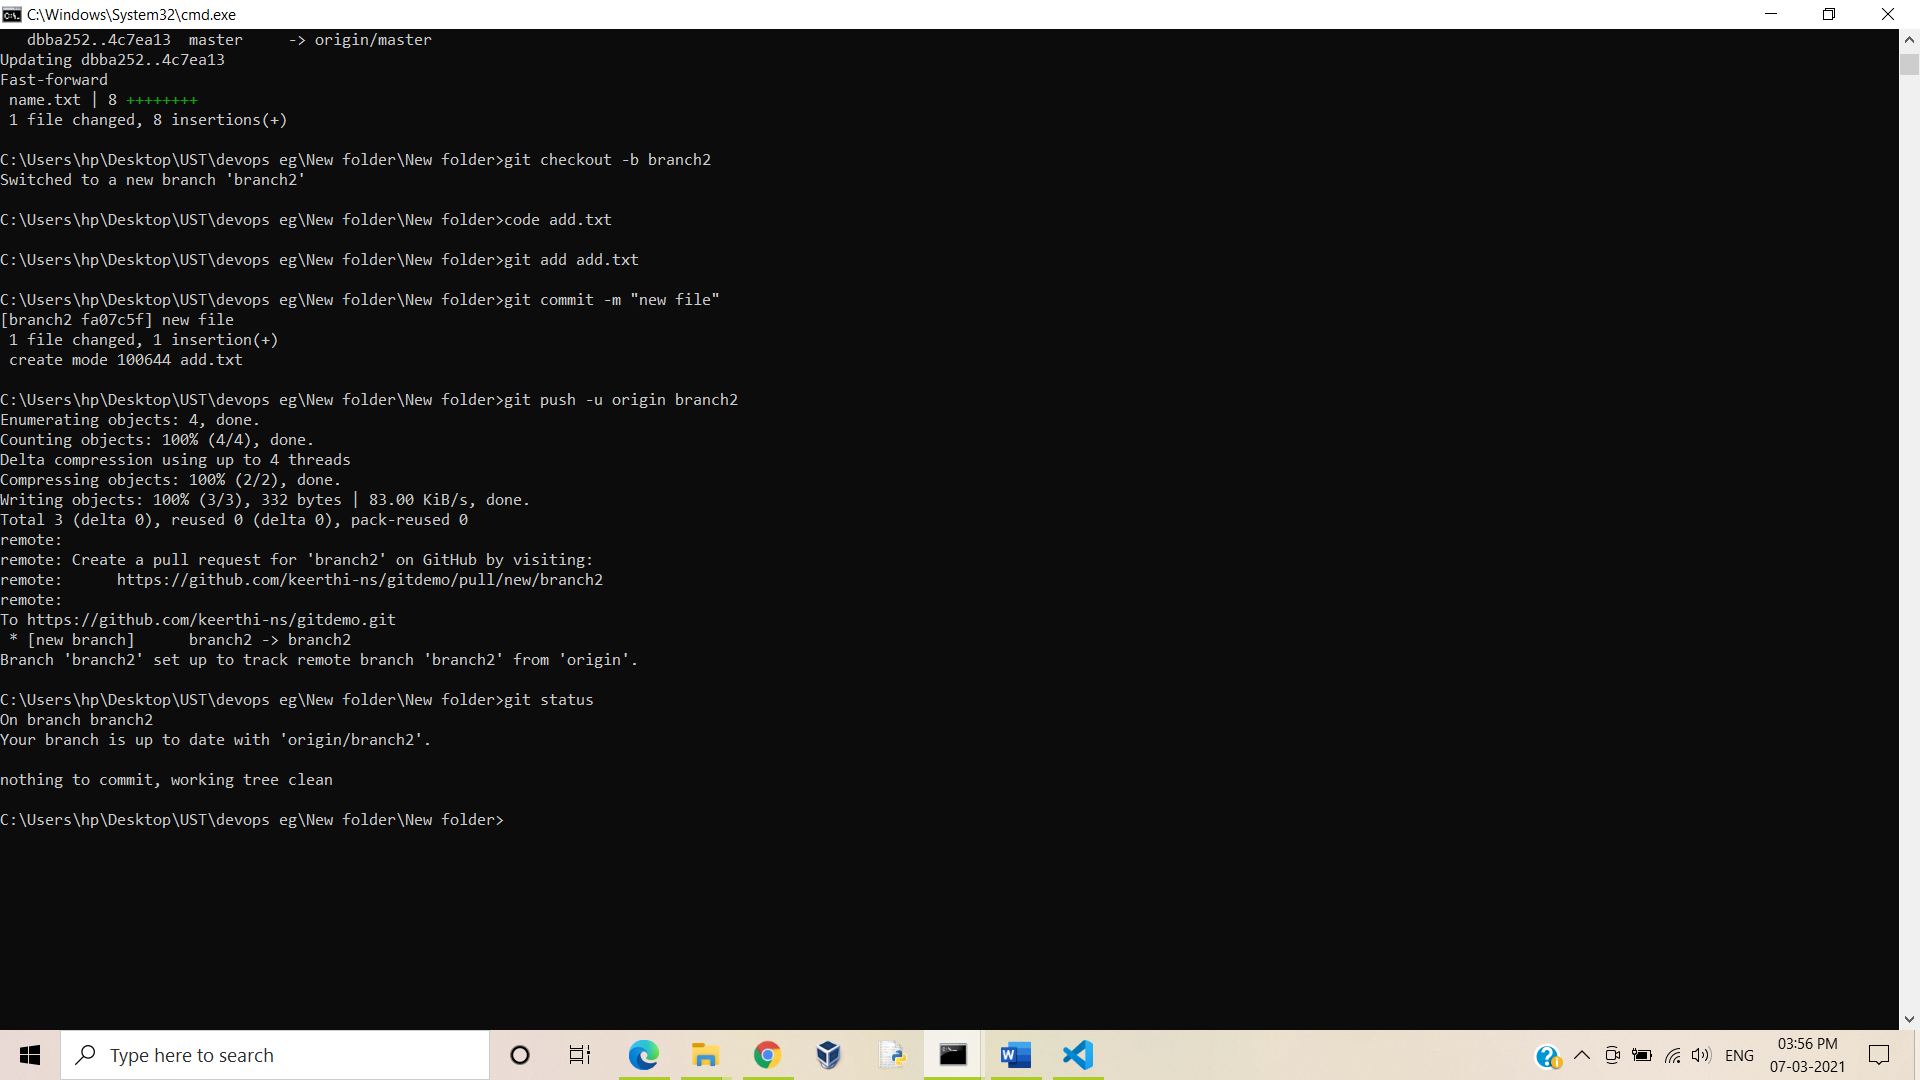 C:\Windows\System32\cmd.exe
   dbba252..4c7ea13  master     -> origin/master
Updating dbba252..4c7ea13
Fast-forward
 name.txt | 8 ++++++++
 1 file changed, 8 insertions(+)
C:\Users\hp\Desktop\UST\devops eg\New folder\New folder>git checkout -b branch2
Switched to a new branch 'branch2'
C:\Users\hp\Desktop\UST\devops eg\New folder\New folder>code add.txt
C:\Users\hp\Desktop\UST\devops eg\New folder\New folder>git add add.txt
C:\Users\hp\Desktop\UST\devops eg\New folder\New folder>git commit -m "new file"
[branch2 fa07c5f] new file
 1 file changed, 1 insertion(+)
 create mode 100644 add.txt
C:\Users\hp\Desktop\UST\devops eg\New folder\New folder>git push -u origin branch2
Enumerating objects: 4, done.
Counting objects: 100% (4/4), done.
Delta compression using up to 4 threads
Compressing objects: 100% (2/2), done.
Writing objects: 100% (3/3), 332 bytes | 83.00 KiB/s, done.
Total 3 (delta 0), reused 0 (delta 0), pack-reused 0
remote:
remote: Create a pull request for 'branch2' on GitHub by visiting:
remote:      https://github.com/keerthi-ns/gitdemo/pull/new/branch2
remote:
To https://github.com/keerthi-ns/gitdemo.git
 * [new branch]      branch2 -> branch2
Branch 'branch2' set up to track remote branch 'branch2' from 'origin'.
C:\Users\hp\Desktop\UST\devops eg\New folder\New folder>git status
On branch branch2
Your branch is up to date with 'origin/branch2'.
nothing to commit, working tree clean
C:\Users\hp\Desktop\UST\devops eg\New folder\New folder>
Type here to search
ENG
03:56 PM
07-03-2021